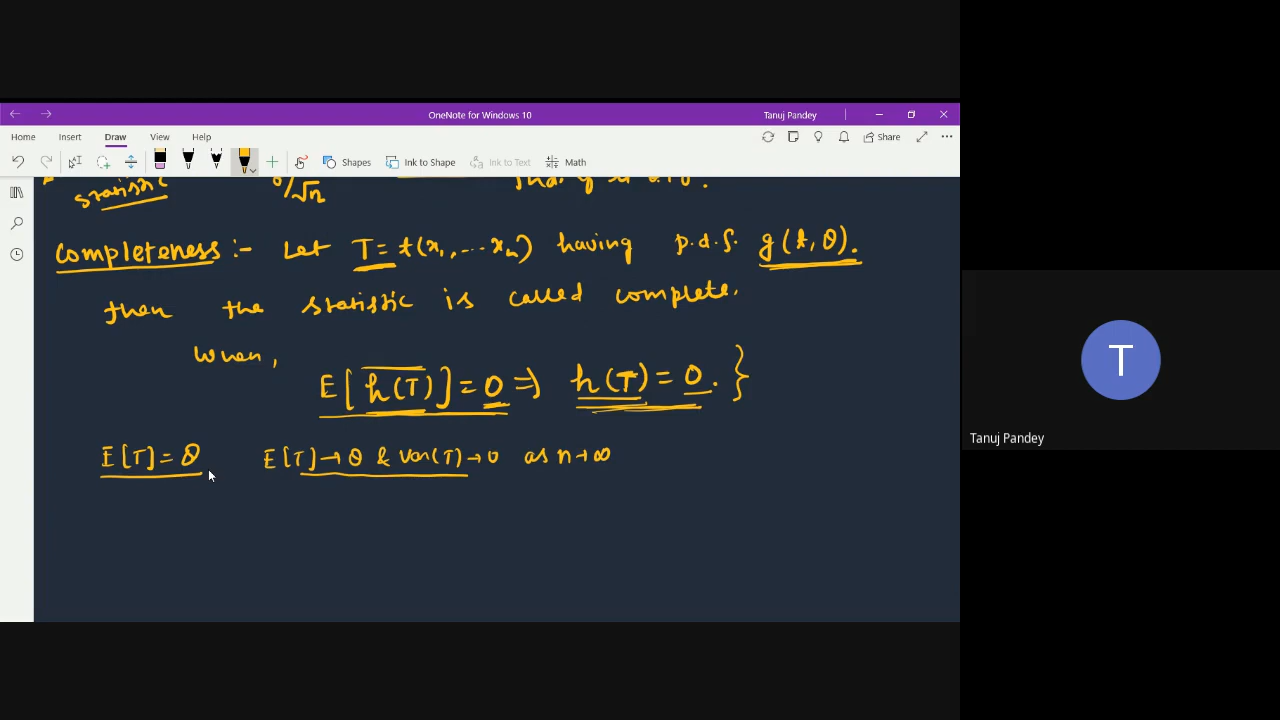 OneNote for Windows 10
Tanuj Pandey
Home Insert Draw View Help
Share
Shapes Ink to Shape Ink to Text Math
statistic σ/√n
Completeness :- Let T = t(x₁, ... xₙ) having p.d.f. g(t, θ).
then the statistic is called complete.
When,
E[h(T)] = 0 ⇒ h(T) = 0. }
E[T] = θ E[T] → θ & Var(T) → 0 as n → ∞
T
Tanuj Pandey